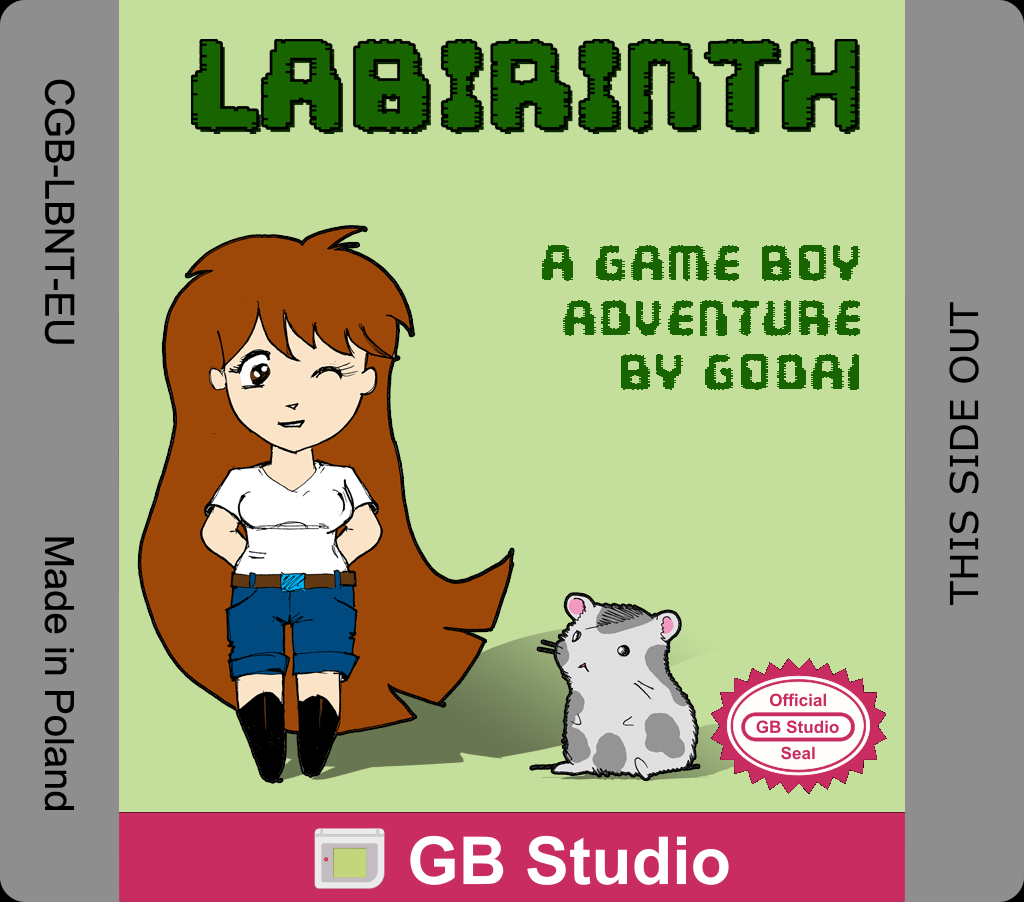 LABIRINTH
A GAME BOY
ADVENTURE
BY GODAI
CGB-LBNT-EU
Made in Poland
THIS SIDE OUT
Official
GB Studio
Seal
GB Studio